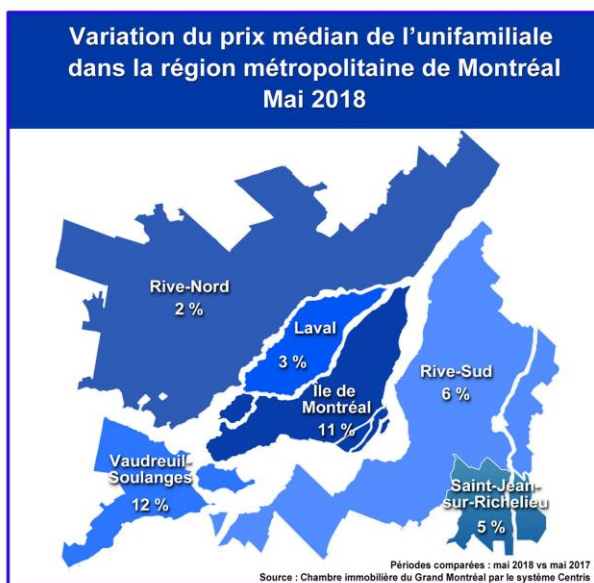 Variation du prix médian de l’unifamiliale
dans la région métropolitaine de Montréal
Mai 2018
Rive-Nord
2 %
Laval
3 %
Île de
Montréal
11 %
Rive-Sud
6 %
Vaudreuil-
Soulanges
12 %
Saint-Jean-
sur-Richelieu
5 %
Périodes comparées : mai 2018 vs mai 2017
Source : Chambre immobilière du Grand Montréal par le système Centris